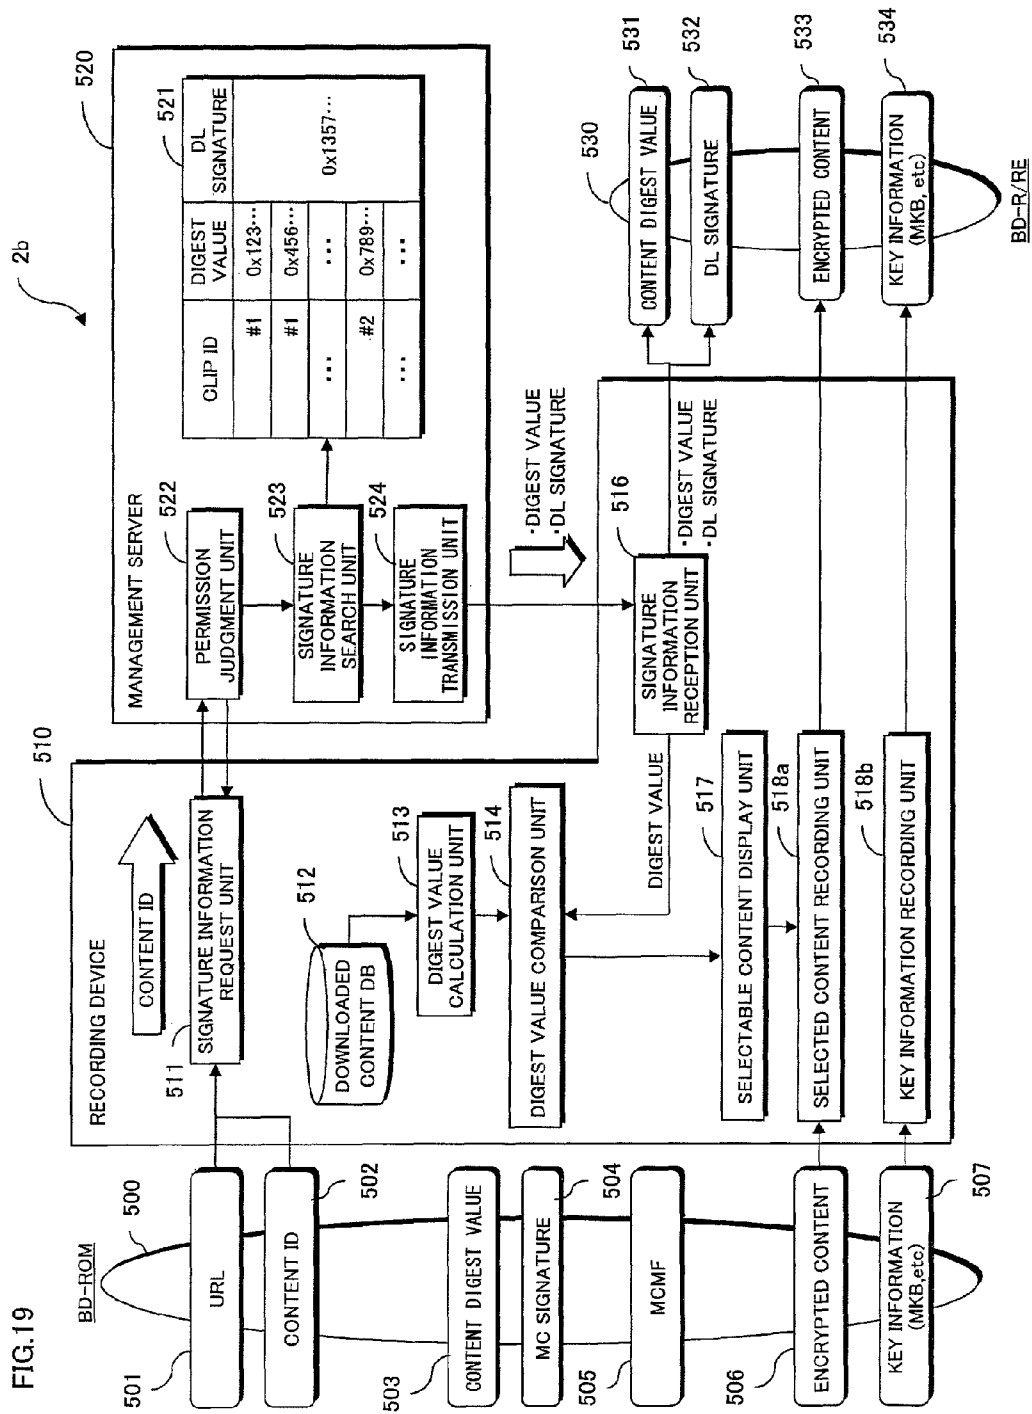 FIG.19
2b
BD-ROM
500
501
URL
CONTENT ID
502
503
CONTENT DIGEST VALUE
MC SIGNATURE
504
505
MCMF
506
ENCRYPTED CONTENT
KEY INFORMATION
(MKB,etc)
507
RECORDING DEVICE
510
CONTENT ID
511
SIGNATURE INFORMATION
REQUEST UNIT
512
DOWNLOADED
CONTENT DB
513
DIGEST VALUE
CALCULATION UNIT
514
DIGEST VALUE COMPARISON UNIT
DIGEST VALUE
516
SIGNATURE
INFORMATION
RECEPTION UNIT
·DIGEST VALUE
·DL SIGNATURE
517
SELECTABLE CONTENT DISPLAY UNIT
518a
SELECTED CONTENT RECORDING UNIT
518b
KEY INFORMATION RECORDING UNIT
MANAGEMENT SERVER
520
522
PERMISSION
JUDGMENT UNIT
523
SIGNATURE
INFORMATION
SEARCH UNIT
524
SIGNATURE
INFORMATION
TRANSMISSION UNIT
·DIGEST VALUE
·DL SIGNATURE
521
CLIP ID
DIGEST
VALUE
DL
SIGNATURE
#1
0x123···
0x1357···
#1
0x456···
···
···
#2
0x789···
···
···
530
CONTENT DIGEST VALUE
531
DL SIGNATURE
532
ENCRYPTED CONTENT
533
KEY INFORMATION
(MKB, etc)
534
BD-R/RE